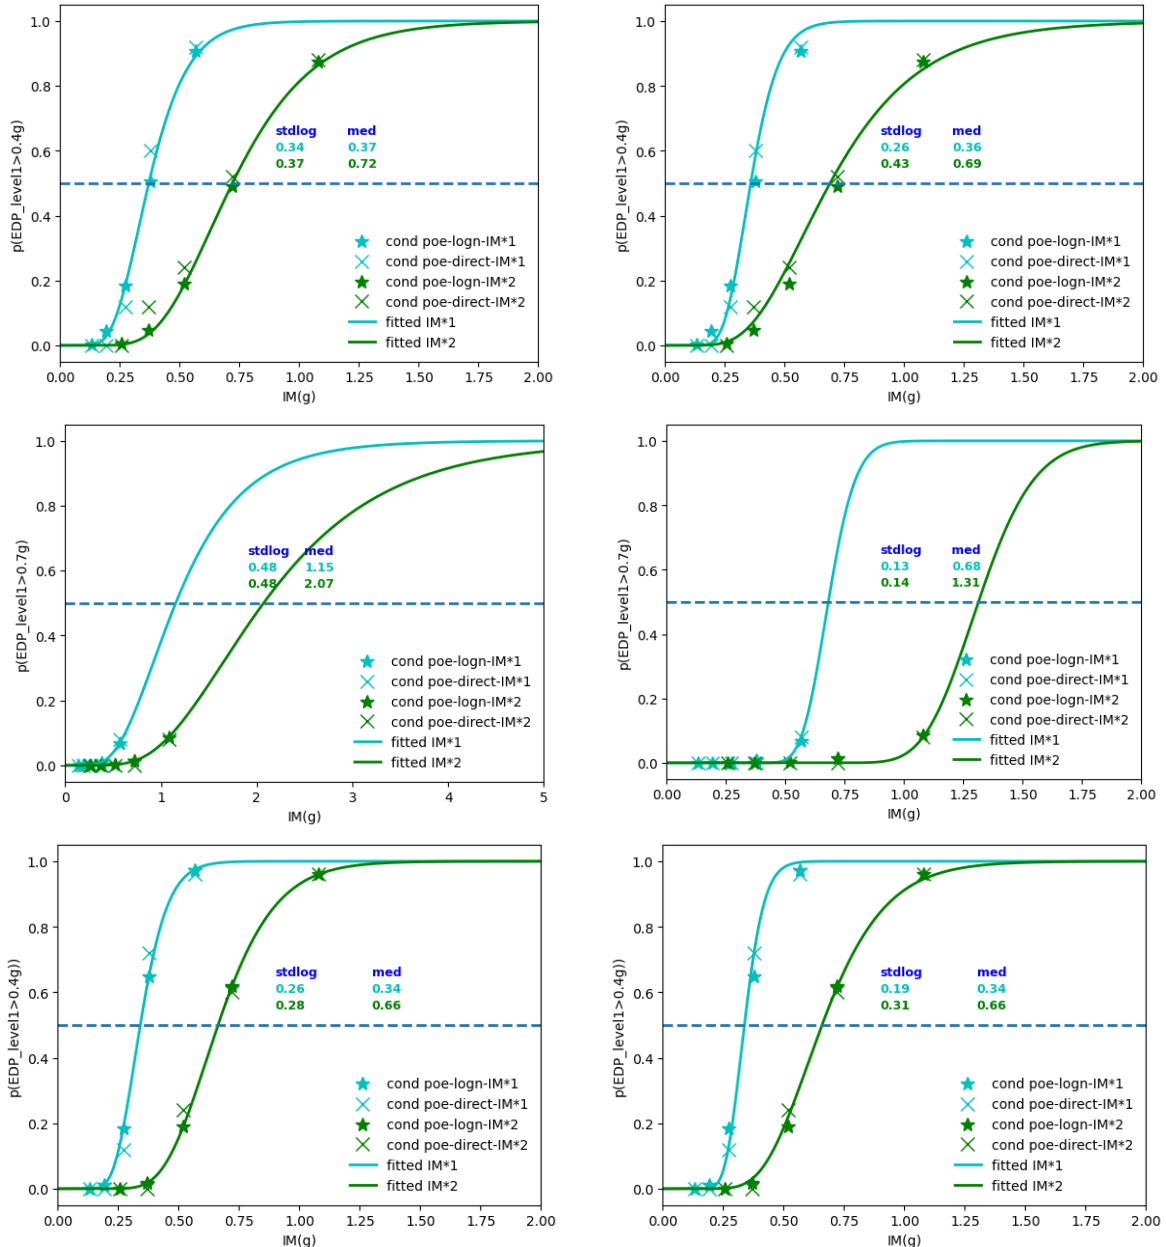 1.0
0.8
0.6
0.4
0.2
0.0
p(EDP_level1>0.4g)
stdlog med
0.34 0.37
0.37 0.72
cond poe-logn-IM*1
cond poe-direct-IM*1
cond poe-logn-IM*2
cond poe-direct-IM*2
fitted IM*1
fitted IM*2
0.00 0.25 0.50 0.75 1.00 1.25 1.50 1.75 2.00
IM(g)
1.0
0.8
0.6
0.4
0.2
0.0
p(EDP_level1>0.4g)
stdlog med
0.26 0.36
0.43 0.69
cond poe-logn-IM*1
cond poe-direct-IM*1
cond poe-logn-IM*2
cond poe-direct-IM*2
fitted IM*1
fitted IM*2
0.00 0.25 0.50 0.75 1.00 1.25 1.50 1.75 2.00
IM(g)
1.0
0.8
0.6
0.4
0.2
0.0
p(EDP_level1>0.7g)
stdlog med
0.48 1.15
0.48 2.07
cond poe-logn-IM*1
cond poe-direct-IM*1
cond poe-logn-IM*2
cond poe-direct-IM*2
fitted IM*1
fitted IM*2
0 1 2 3 4 5
IM(g)
1.0
0.8
0.6
0.4
0.2
0.0
p(EDP_level1>0.7g)
stdlog med
0.13 0.68
0.14 1.31
cond poe-logn-IM*1
cond poe-direct-IM*1
cond poe-logn-IM*2
cond poe-direct-IM*2
fitted IM*1
fitted IM*2
0.00 0.25 0.50 0.75 1.00 1.25 1.50 1.75 2.00
IM(g)
1.0
0.8
0.6
0.4
0.2
0.0
p(EDP_level1>0.4g))
stdlog med
0.26 0.34
0.28 0.66
cond poe-logn-IM*1
cond poe-direct-IM*1
cond poe-logn-IM*2
cond poe-direct-IM*2
fitted IM*1
fitted IM*2
0.00 0.25 0.50 0.75 1.00 1.25 1.50 1.75 2.00
IM(g)
1.0
0.8
0.6
0.4
0.2
0.0
p(EDP_level1>0.4g))
stdlog med
0.19 0.34
0.31 0.66
cond poe-logn-IM*1
cond poe-direct-IM*1
cond poe-logn-IM*2
cond poe-direct-IM*2
fitted IM*1
fitted IM*2
0.00 0.25 0.50 0.75 1.00 1.25 1.50 1.75 2.00
IM(g)